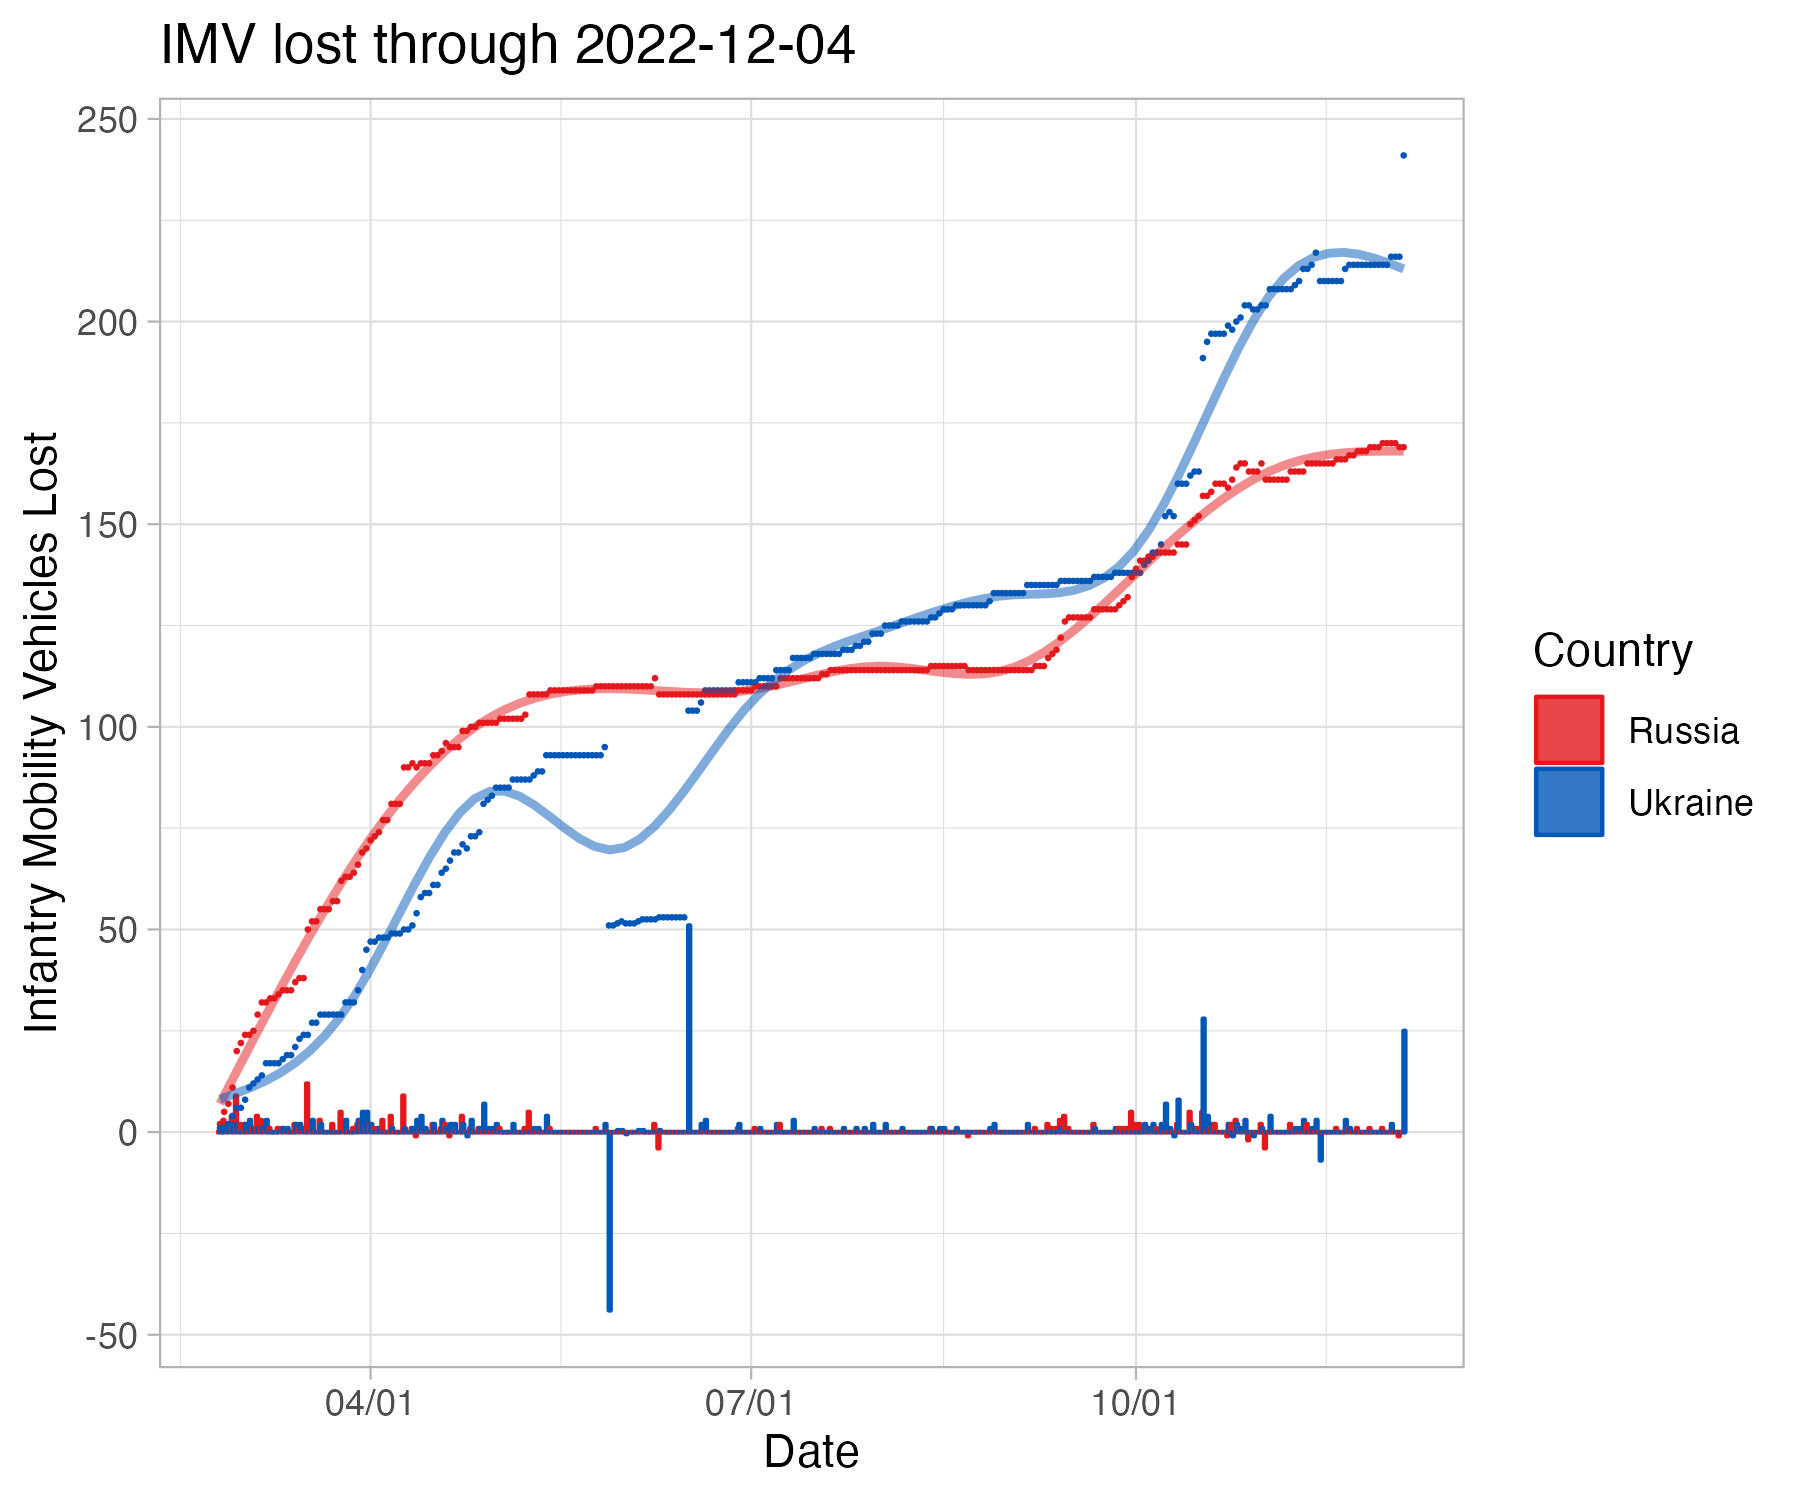 IMV lost through 2022-12-04
Infantry Mobility Vehicles Lost
250
200
150
100
50
0
-50
04/01
07/01
10/01
Date
Country
Russia
Ukraine